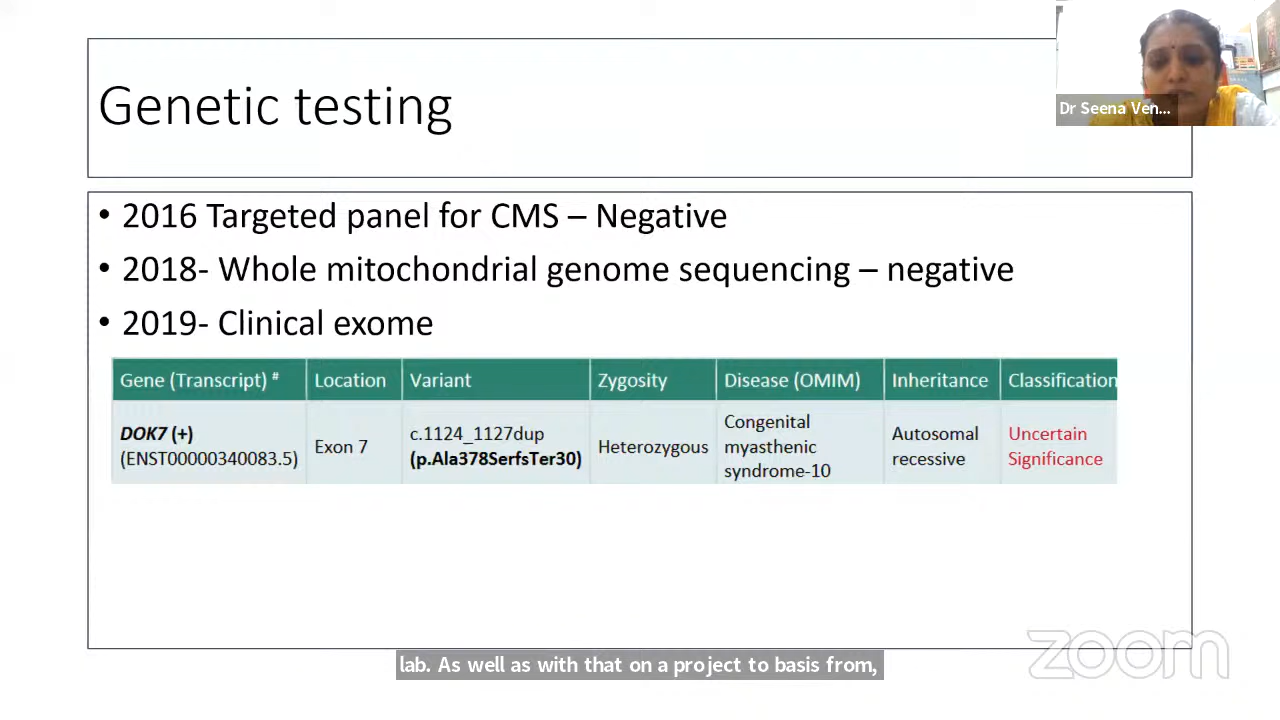 Genetic testing
Dr Seena Ven...
• 2016 Targeted panel for CMS – Negative
• 2018- Whole mitochondrial genome sequencing – negative
• 2019- Clinical exome
Gene (Transcript) # Location Variant Zygosity Disease (OMIM) Inheritance Classification
DOK7 (+) (ENST00000340083.5) Exon 7 c.1124_1127dup (p.Ala378SerfsTer30) Heterozygous Congenital myasthenic syndrome-10 Autosomal recessive Uncertain Significance
zoom
lab. As well as with that on a project to basis from,